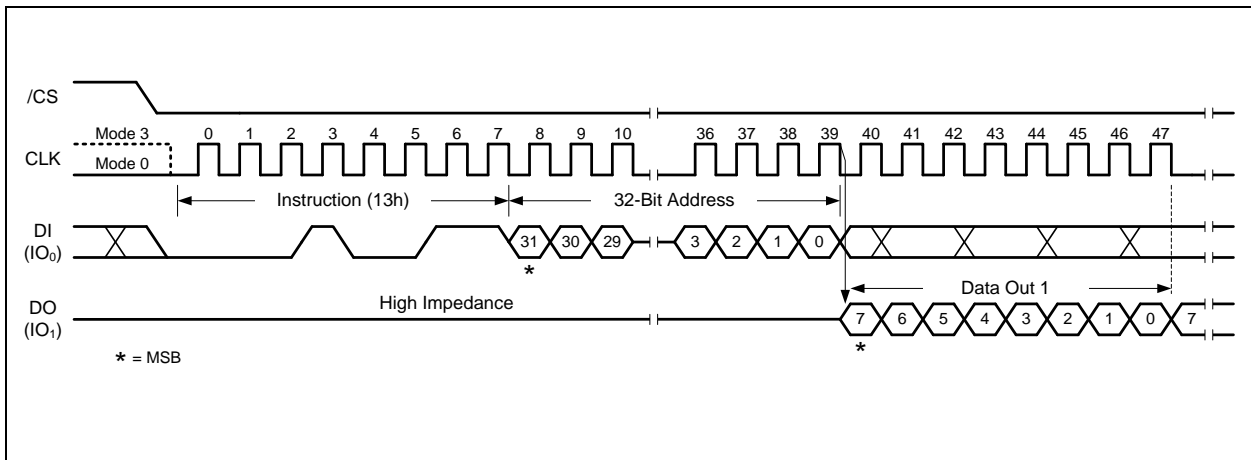 /CS
Mode 3
0 1 2 3 4 5 6 7 8 9 10 36 37 38 39 40 41 42 43 44 45 46 47
CLK
Mode 0
Instruction (13h) 32-Bit Address
DI
(IO₀)
31 30 29 3 2 1 0
*
Data Out 1
High Impedance
DO
(IO₁)
7 6 5 4 3 2 1 0 7
*
* = MSB